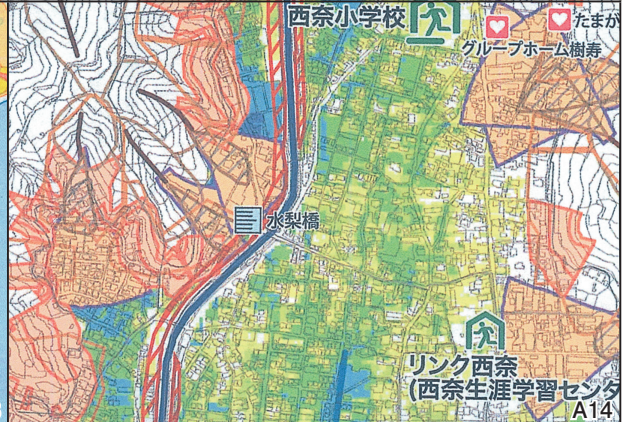 西奈小学校
たまが
グループホーム樹寿
水梨橋
リンク西奈
(西奈生涯学習センタ
A14